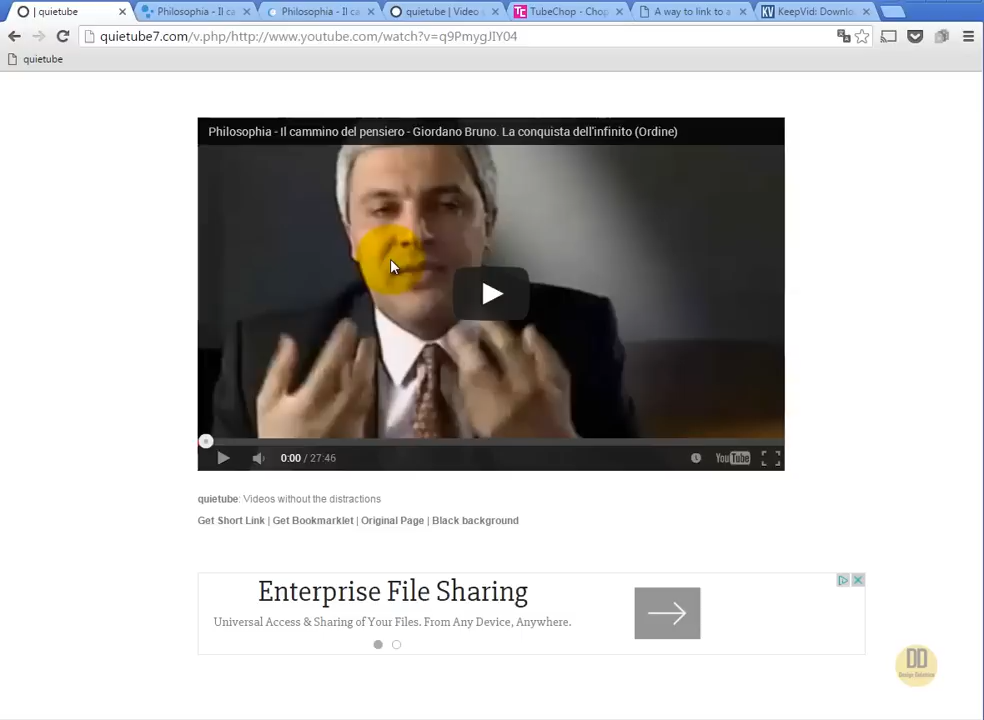 | quietube
Philosophia - Il ca
Philosophia - Il ca
quietube | Video
TubeChop - Chop
A way to link to a
KeepVid: Downlo
quietube7.com/v.php/http://www.youtube.com/watch?v=q9PmygJIY04
quietube
Philosophia - Il cammino del pensiero - Giordano Bruno. La conquista dell'infinito (Ordine)
0:00 / 27:46
YouTube
quietube: Videos without the distractions
Get Short Link | Get Bookmarklet | Original Page | Black background
Enterprise File Sharing
Universal Access & Sharing of Your Files. From Any Device, Anywhere.
DD